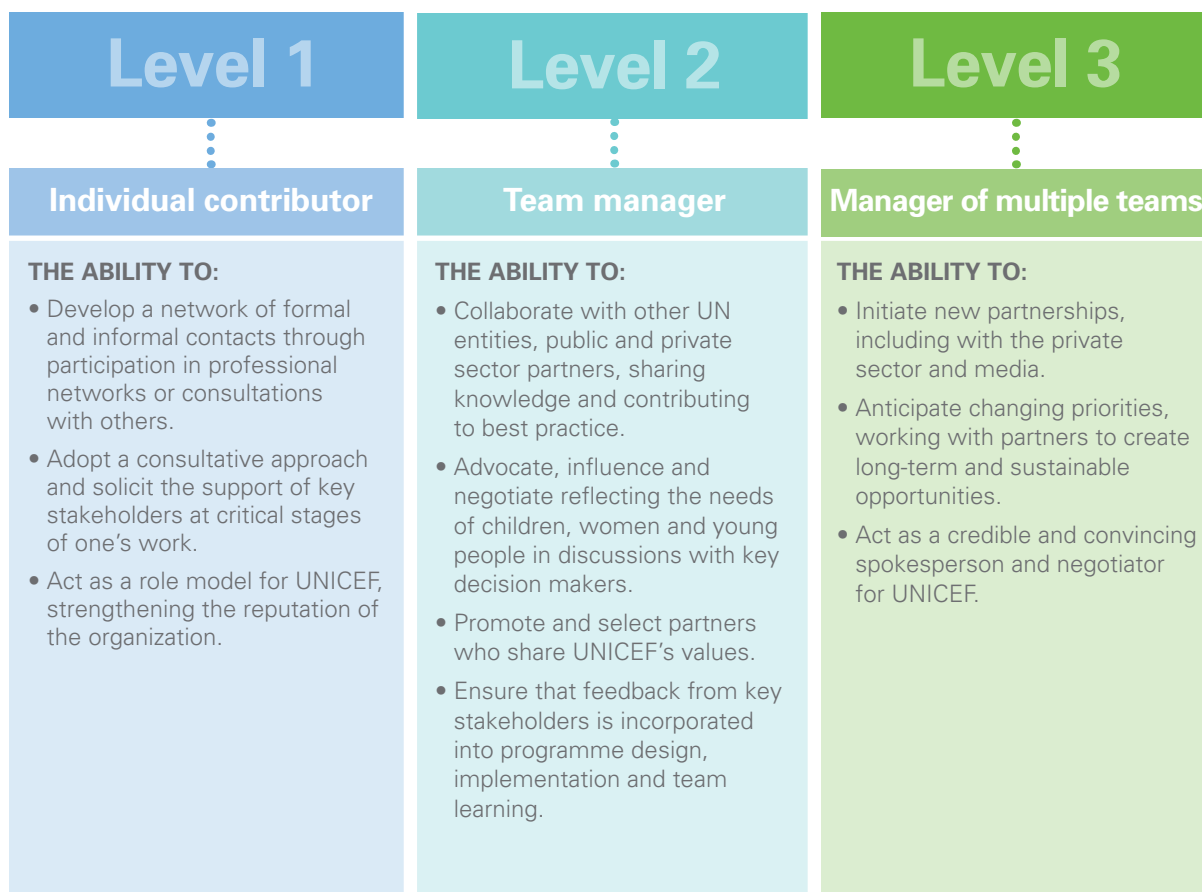 Level 1
Individual contributor
THE ABILITY TO:
• Develop a network of formal
and informal contacts through
participation in professional
networks or consultations
with others.
• Adopt a consultative approach
and solicit the support of key
stakeholders at critical stages
of one’s work.
• Act as a role model for UNICEF,
strengthening the reputation of
the organization.
Level 2
Team manager
THE ABILITY TO:
• Collaborate with other UN
entities, public and private
sector partners, sharing
knowledge and contributing
to best practice.
• Advocate, influence and
negotiate reflecting the needs
of children, women and young
people in discussions with key
decision makers.
• Promote and select partners
who share UNICEF’s values.
• Ensure that feedback from key
stakeholders is incorporated
into programme design,
implementation and team
learning.
Level 3
Manager of multiple teams
THE ABILITY TO:
• Initiate new partnerships,
including with the private
sector and media.
• Anticipate changing priorities,
working with partners to create
long-term and sustainable
opportunities.
• Act as a credible and convincing
spokesperson and negotiator
for UNICEF.